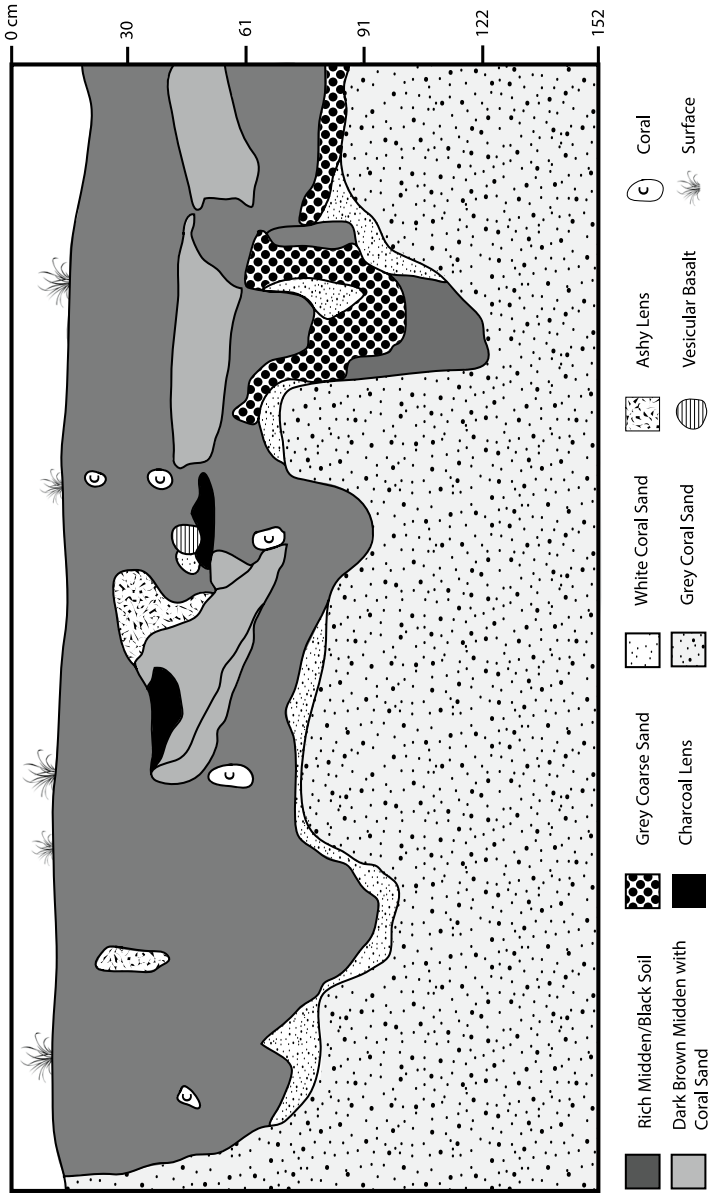 0 cm
30
61
91
122
152
C
C
C
C
C
Rich Midden/Black Soil
Dark Brown Midden with
Coral Sand
Grey Coarse Sand
Charcoal Lens
White Coral Sand
Grey Coral Sand
Ashy Lens
Vesicular Basalt
C
Coral
Surface